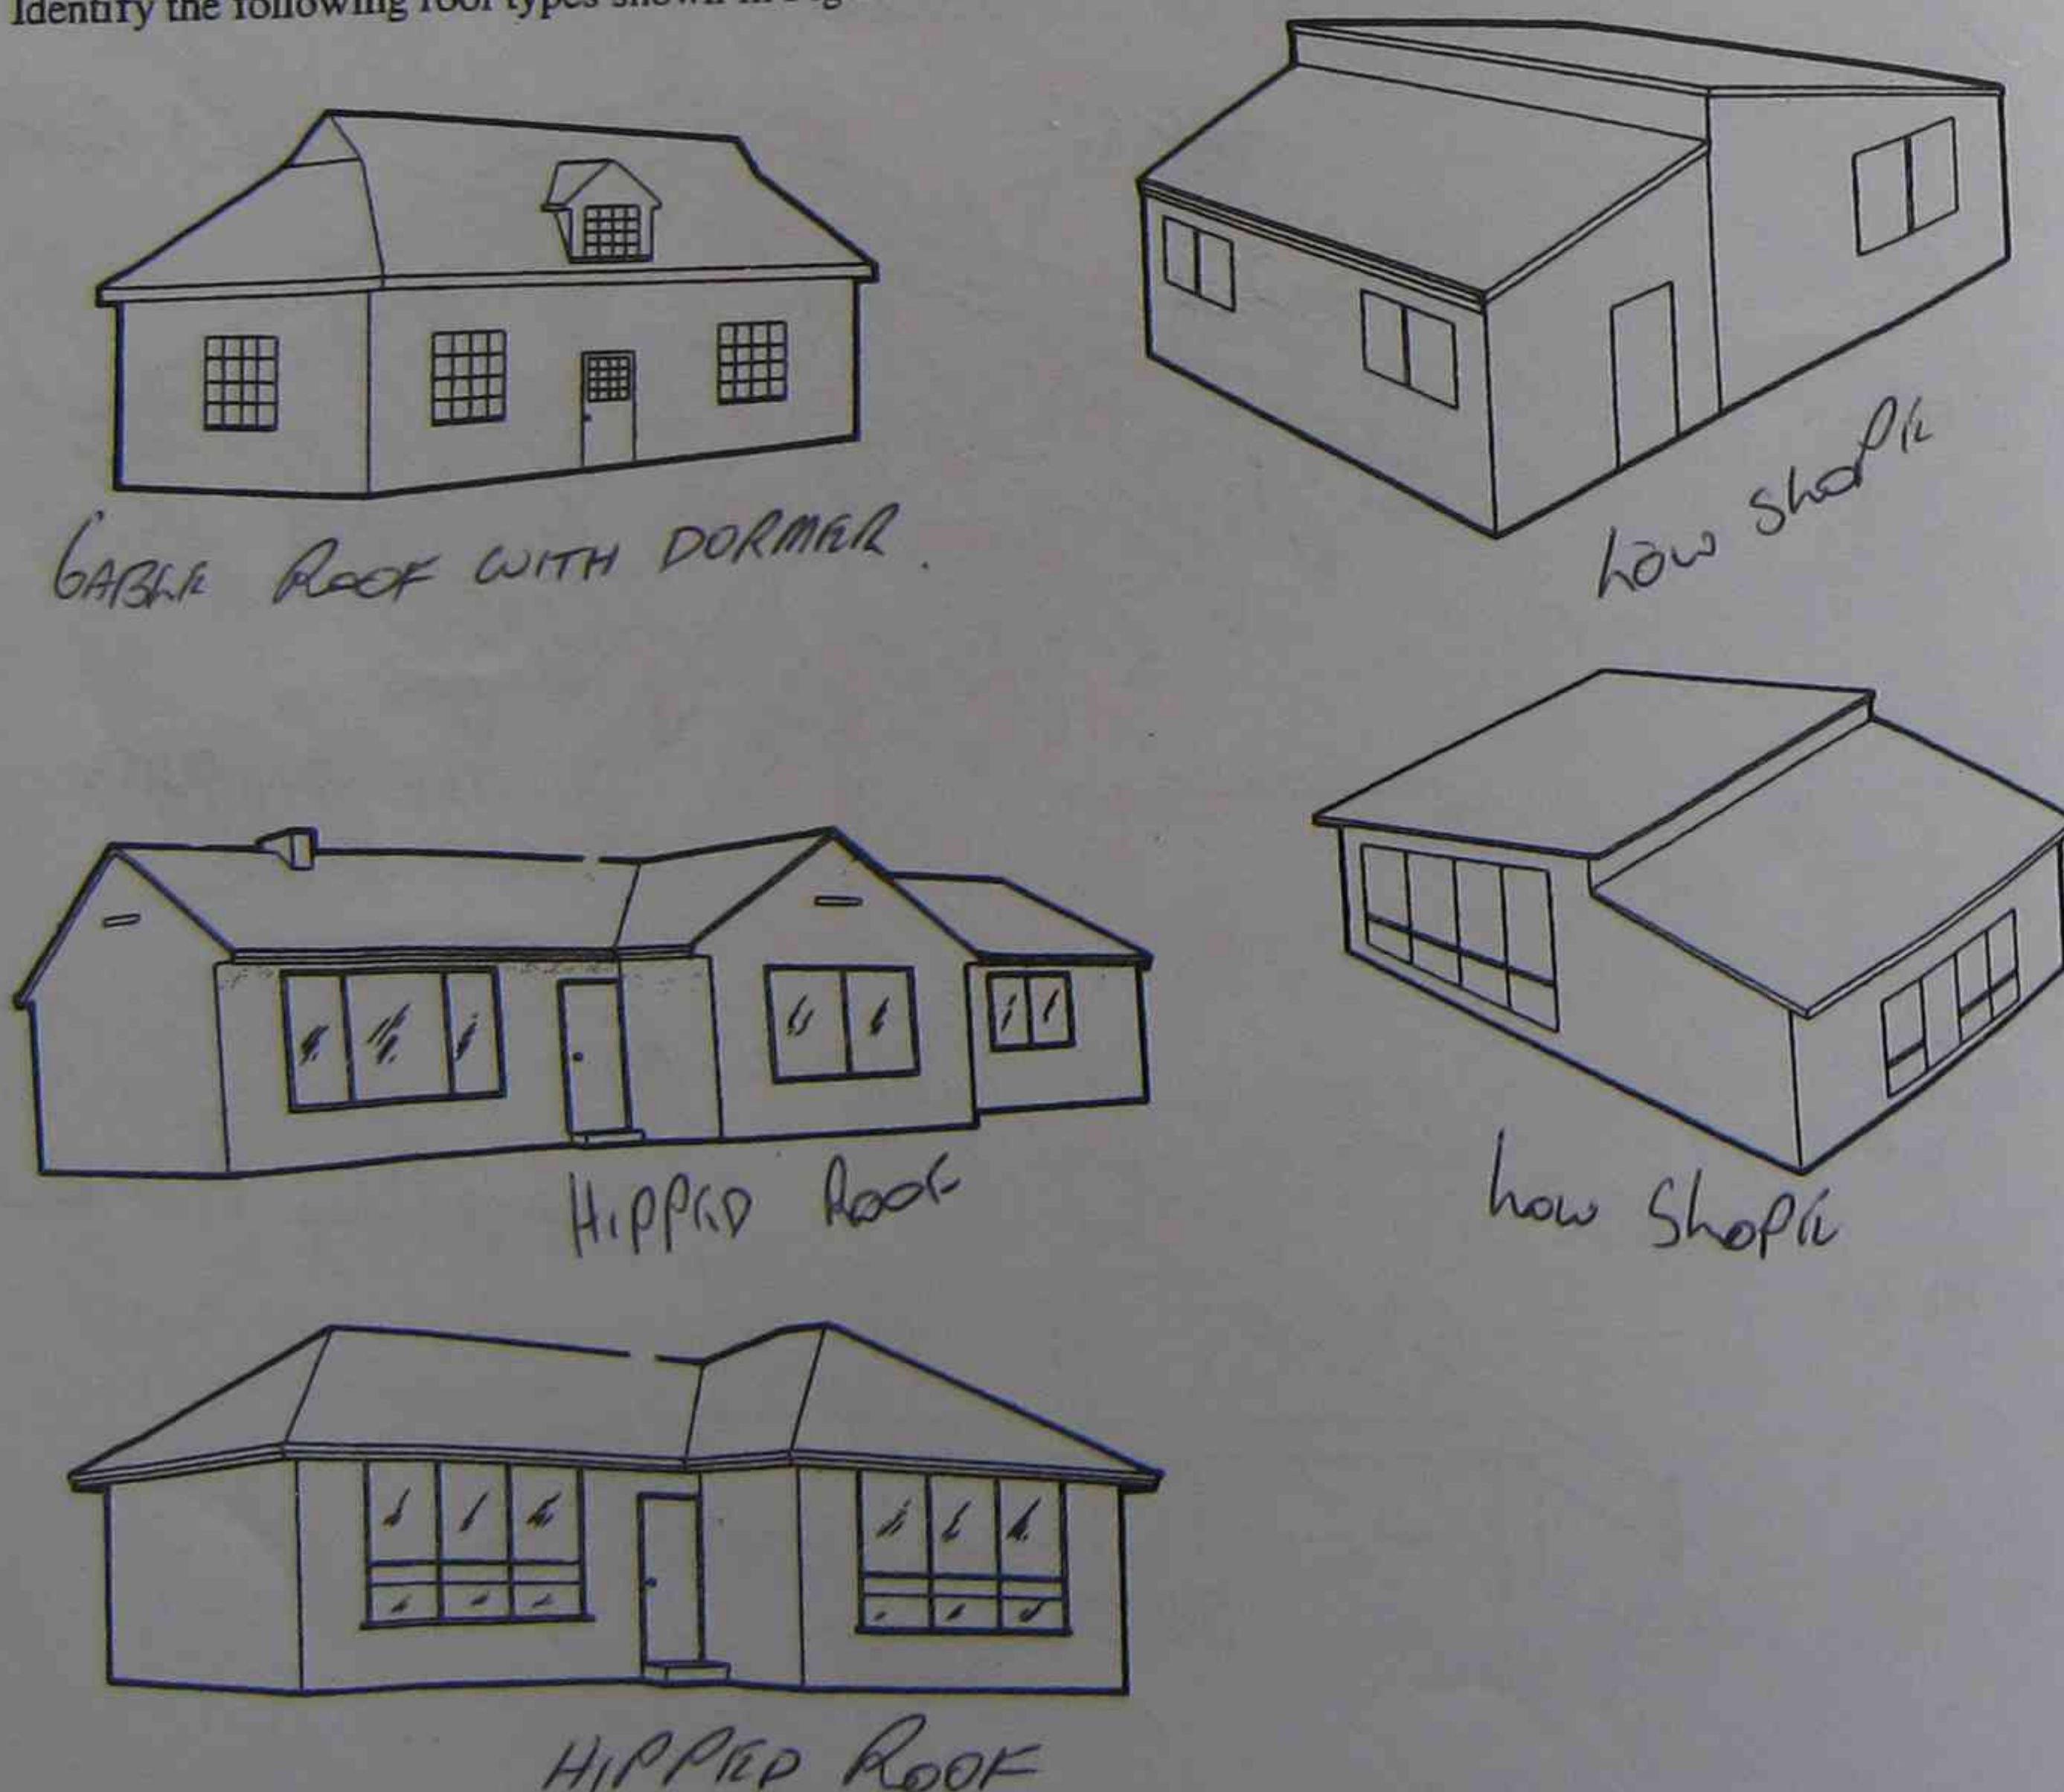 Identify the following roof types shown in
GABLE ROOF WITH DORMER.
LOW SLOPE
HIPPED ROOF
LOW SLOPE
HIPPED ROOF